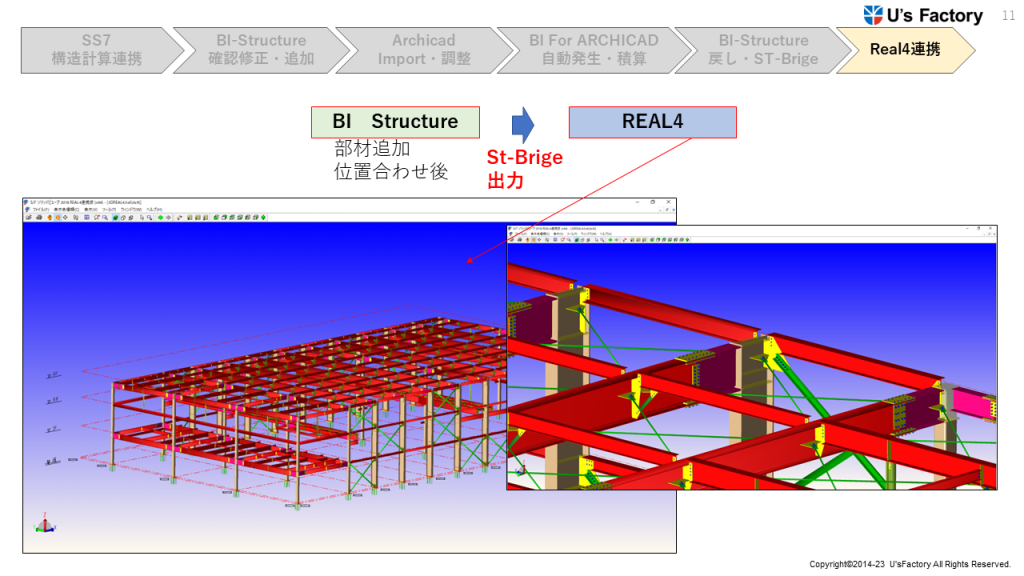 U's Factory
11
SS7
構造計算連携
BI-Structure
確認修正・追加
Archicad
Import・調整
BI For ARCHICAD
自動発生・積算
BI-Structure
戻し・ST-Brige
Real4連携
BI Structure
REAL4
部材追加
位置合わせ後
St-Brige
出力
Copyright©2014-23 U'sFactory All Rights Reserved.